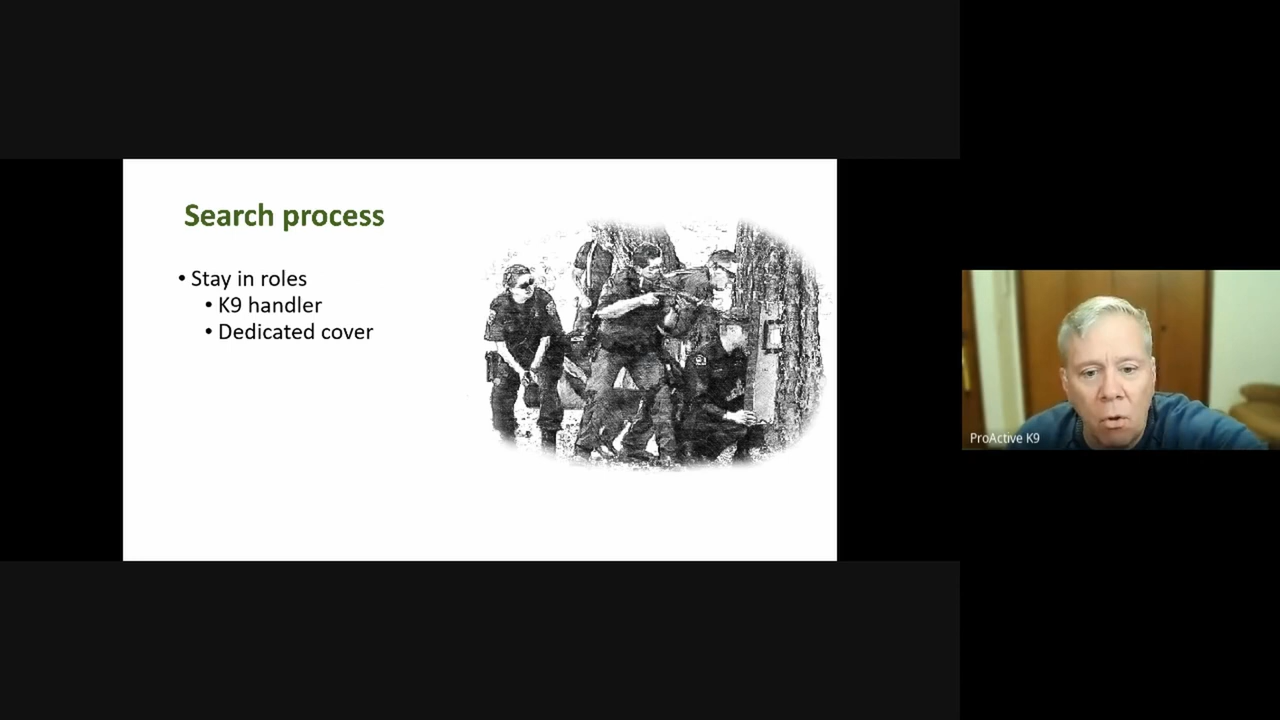 Search process
• Stay in roles
• K9 handler
• Dedicated cover
ProActive K9